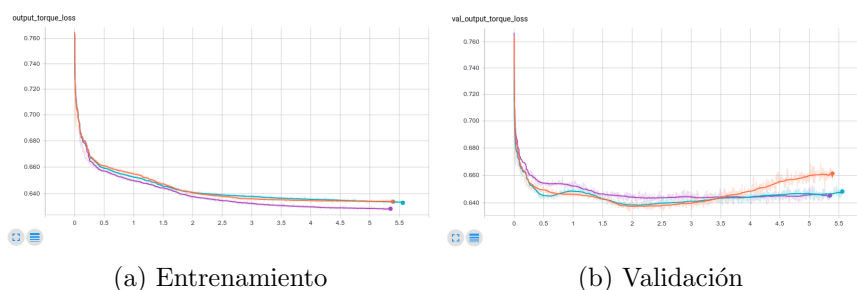 output_torque_loss
0.760
0.740
0.720
0.700
0.680
0.660
0.640
0 0.5 1 1.5 2 2.5 3 3.5 4 4.5 5 5.5
(a) Entrenamiento
val_output_torque_loss
0.760
0.740
0.720
0.700
0.680
0.660
0.640
0 0.5 1 1.5 2 2.5 3 3.5 4 4.5 5 5.5
(b) Validación